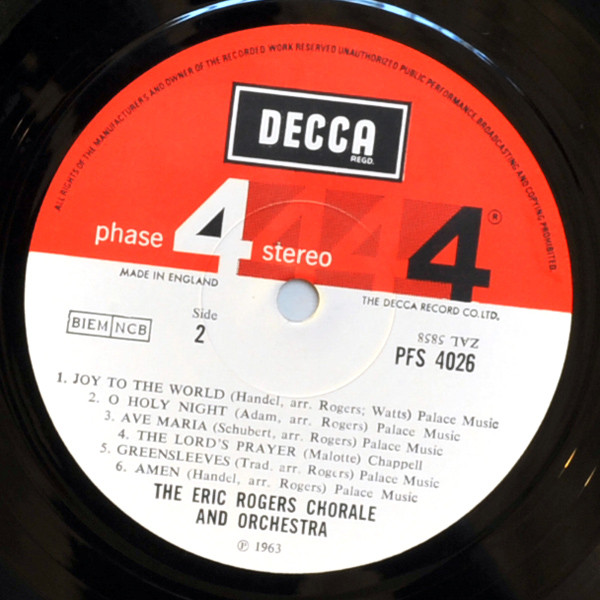 ALL RIGHTS OF THE MANUFACTURERS AND OWNER OF THE RECORDED WORK RESERVED UNAUTHORIZED PUBLIC PERFORMANCE BROADCASTING AND COPYING PROHIBITED.
DECCA
REGD.
phase 4 stereo 4 4 4 ®
MADE IN ENGLAND
THE DECCA RECORD CO. LTD.
BIEM NCB
Side
2
ZAL 5858
PFS 4026
1. JOY TO THE WORLD (Handel, arr. Rogers; Watts) Palace Music
2. O HOLY NIGHT (Adam, arr. Rogers) Palace Music
3. AVE MARIA (Schubert, arr. Rogers) Palace Music
4. THE LORD'S PRAYER (Malotte) Chappell
5. GREENSLEEVES (Trad. arr. Rogers) Palace Music
6. AMEN (Handel, arr. Rogers) Palace Music
THE ERIC ROGERS CHORALE
AND ORCHESTRA
℗ 1963